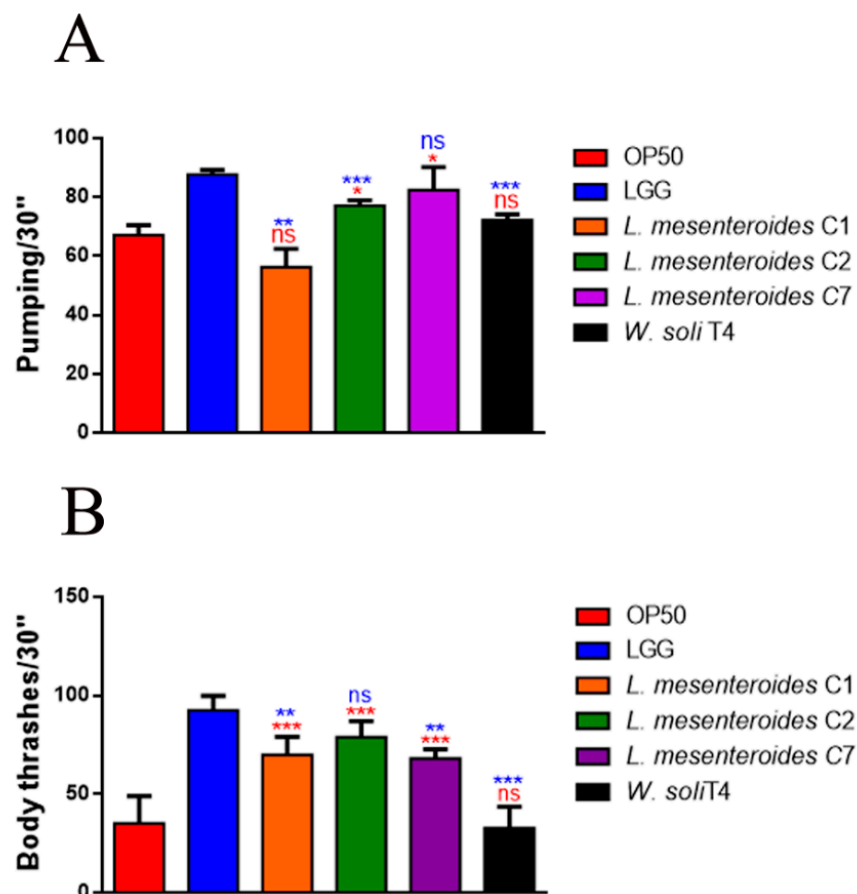 A
Pumping/30"
100
80
60
40
20
0
**
ns
***
*
ns
*
***
ns
OP50
LGG
L. mesenteroides C1
L. mesenteroides C2
L. mesenteroides C7
W. soli T4
B
Body thrashes/30"
150
100
50
0
**
***
ns
***
**
***
***
ns
OP50
LGG
L. mesenteroides C1
L. mesenteroides C2
L. mesenteroides C7
W. soliT4